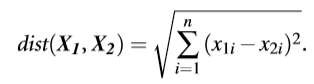 dist(X₁, X₂) = √(∑ᵢ₌₁ⁿ (x₁ᵢ − x₂ᵢ)²).